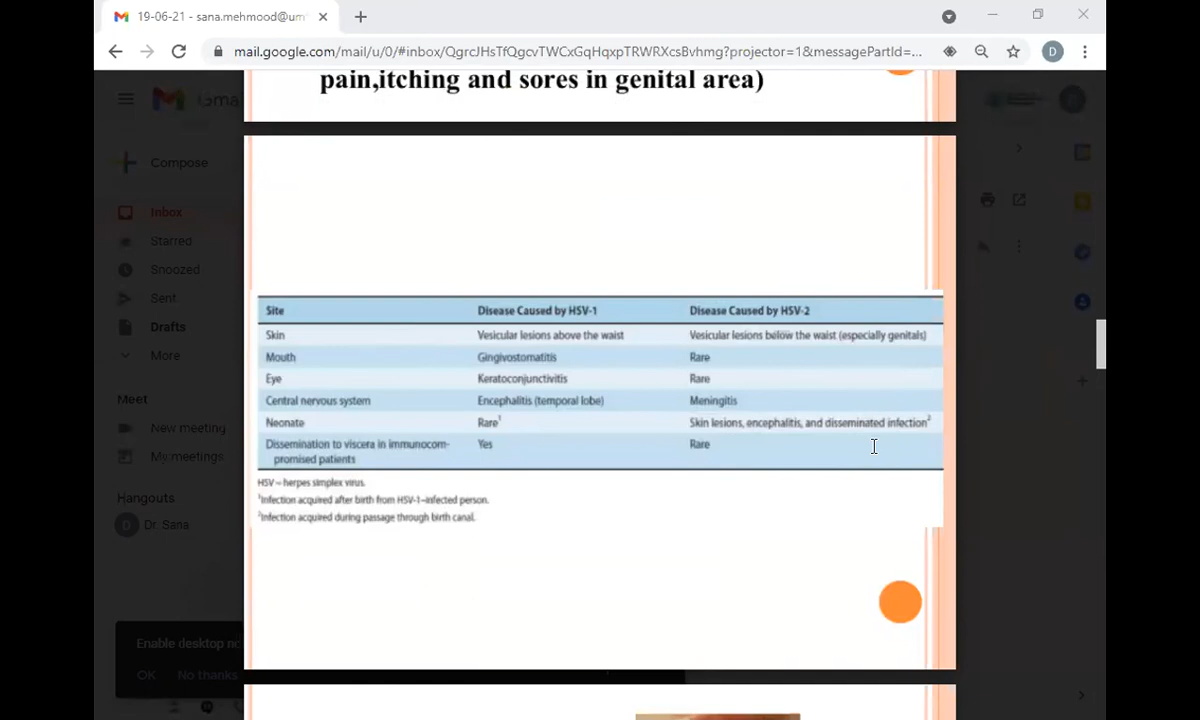 19-06-21 - sana.mehmood@um
mail.google.com/mail/u/0/#inbox/QgrcJHsTfQgcvTWCxGqHqxpTRWRXcsBvhmg?projector=1&messagePartId=...
D
pain,itching and sores in genital area)
Gmail
Compose
Inbox
Starred
Snoozed
Sent
Drafts
More
Meet
New meeting
My meetings
Hangouts
D Dr. Sana
Enable desktop
OK No thanks
Site Disease Caused by HSV-1 Disease Caused by HSV-2
Skin Vesicular lesions above the waist Vesicular lesions below the waist (especially genitals)
Mouth Gingivostomatitis Rare
Eye Keratoconjunctivitis Rare
Central nervous system Encephalitis (temporal lobe) Meningitis
Neonate Rare1 Skin lesions, encephalitis, and disseminated infection2
Dissemination to viscera in immunocom- Yes Rare
promised patients
HSV = herpes simplex virus.
1Infection acquired after birth from HSV-1–infected person.
2Infection acquired during passage through birth canal.